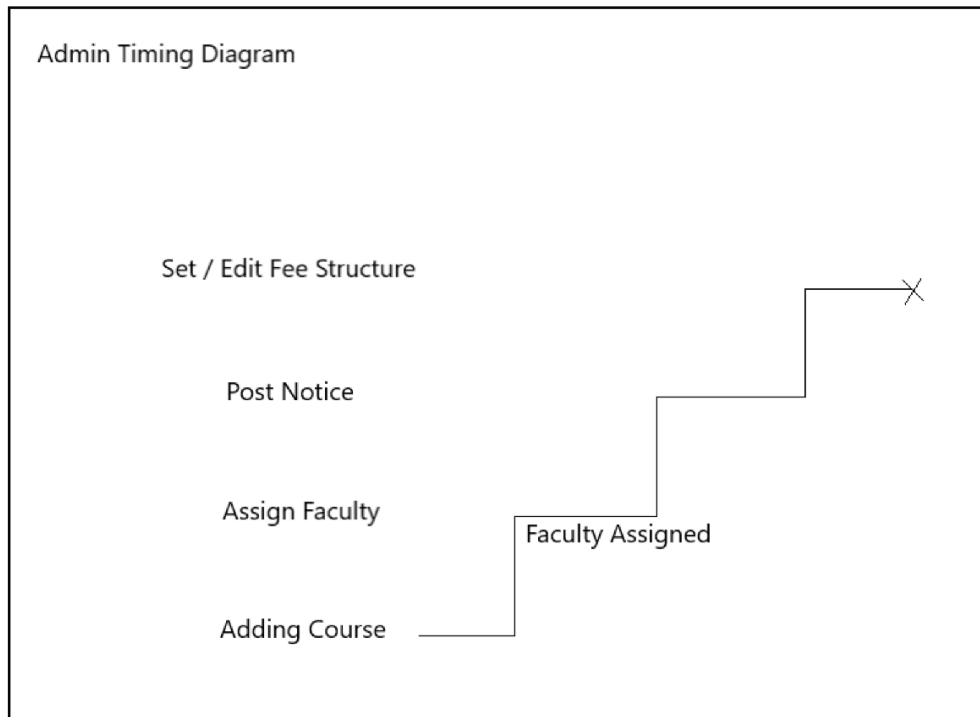 Admin Timing Diagram
Set / Edit Fee Structure
Post Notice
Assign Faculty
Faculty Assigned
Adding Course